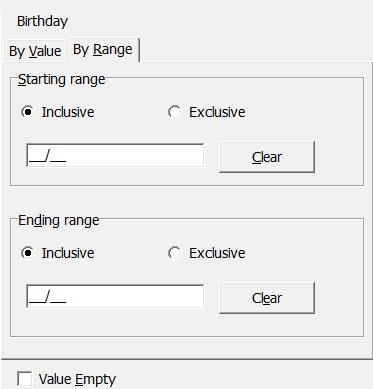 Birthday
By Value By Range
Starting range
Inclusive Exclusive
__/__ Clear
Ending range
Inclusive Exclusive
__/__ Clear
Value Empty